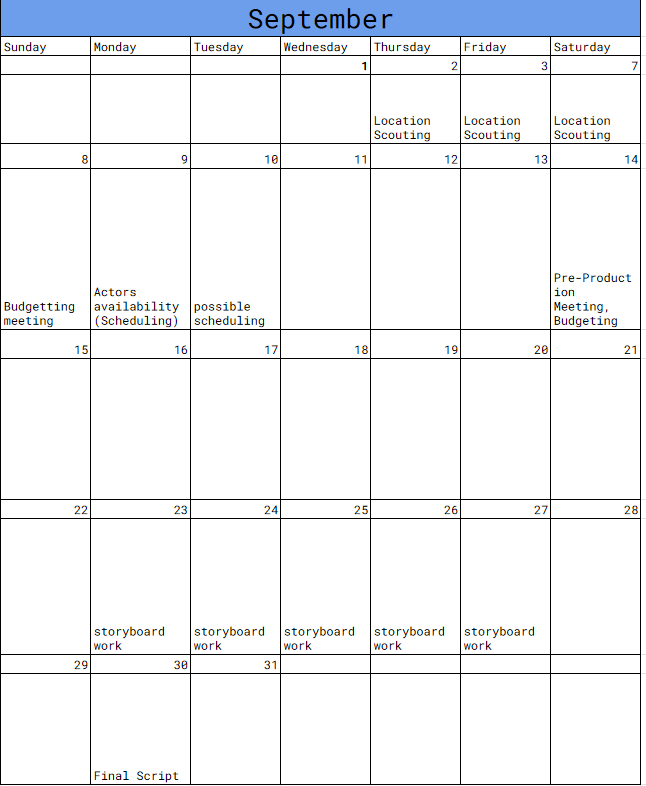 September
Sunday Monday Tuesday Wednesday Thursday Friday Saturday
1 2 3 7
Location
Scouting
Location
Scouting
Location
Scouting
8 9 10 11 12 13 14
Budgetting
meeting
Actors
availability
(Scheduling)
possible
scheduling
Pre-Product
ion
Meeting,
Budgeting
15 16 17 18 19 20 21
22 23 24 25 26 27 28
storyboard
work
storyboard
work
storyboard
work
storyboard
work
storyboard
work
29 30 31
Final Script